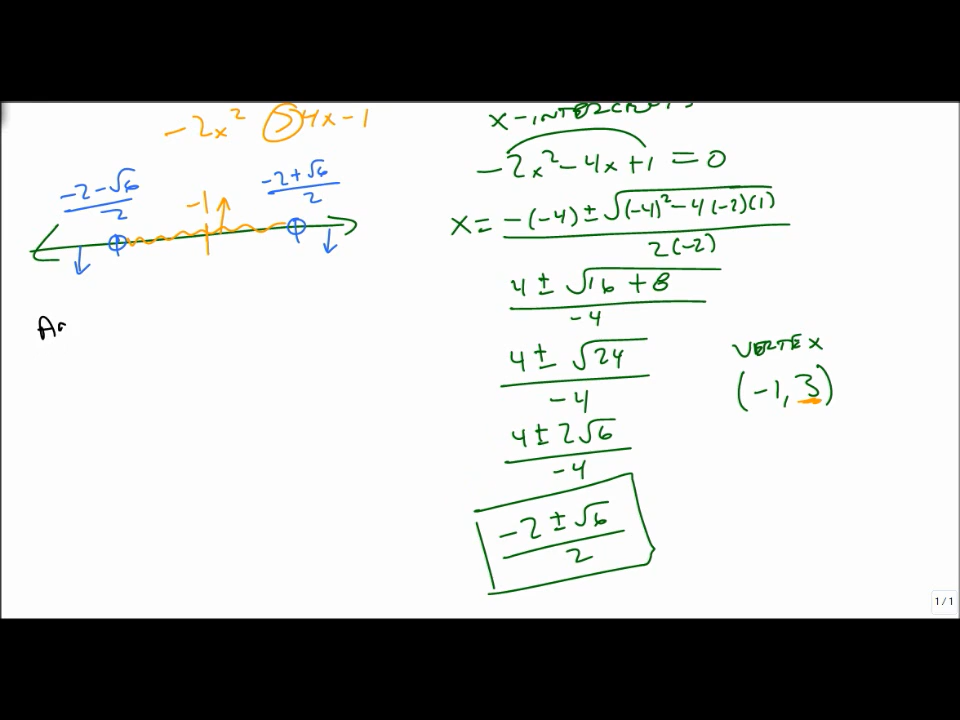 -2x² > 4x-1
-2-√6/2
-2+√6/2
-1
A
x-INTERCEPTS
-2x²-4x+1=0
x= -(-4)±√(-4)²-4(-2)(1) / 2(-2)
4±√16+8 / -4
4±√24 / -4
4±2√6 / -4
-2±√6 / 2
VERTEX
(-1,3)
1/1